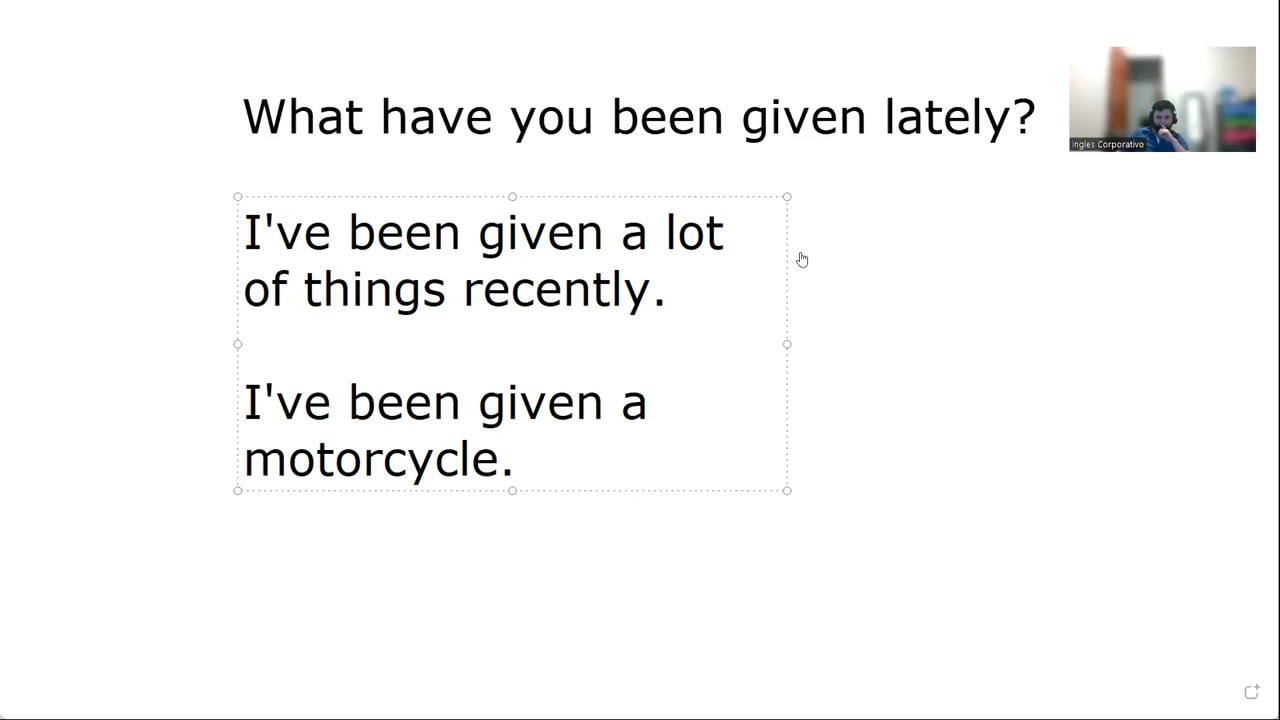 What have you been given lately?
Ingles Corporativo
I've been given a lot
of things recently.
I've been given a
motorcycle.